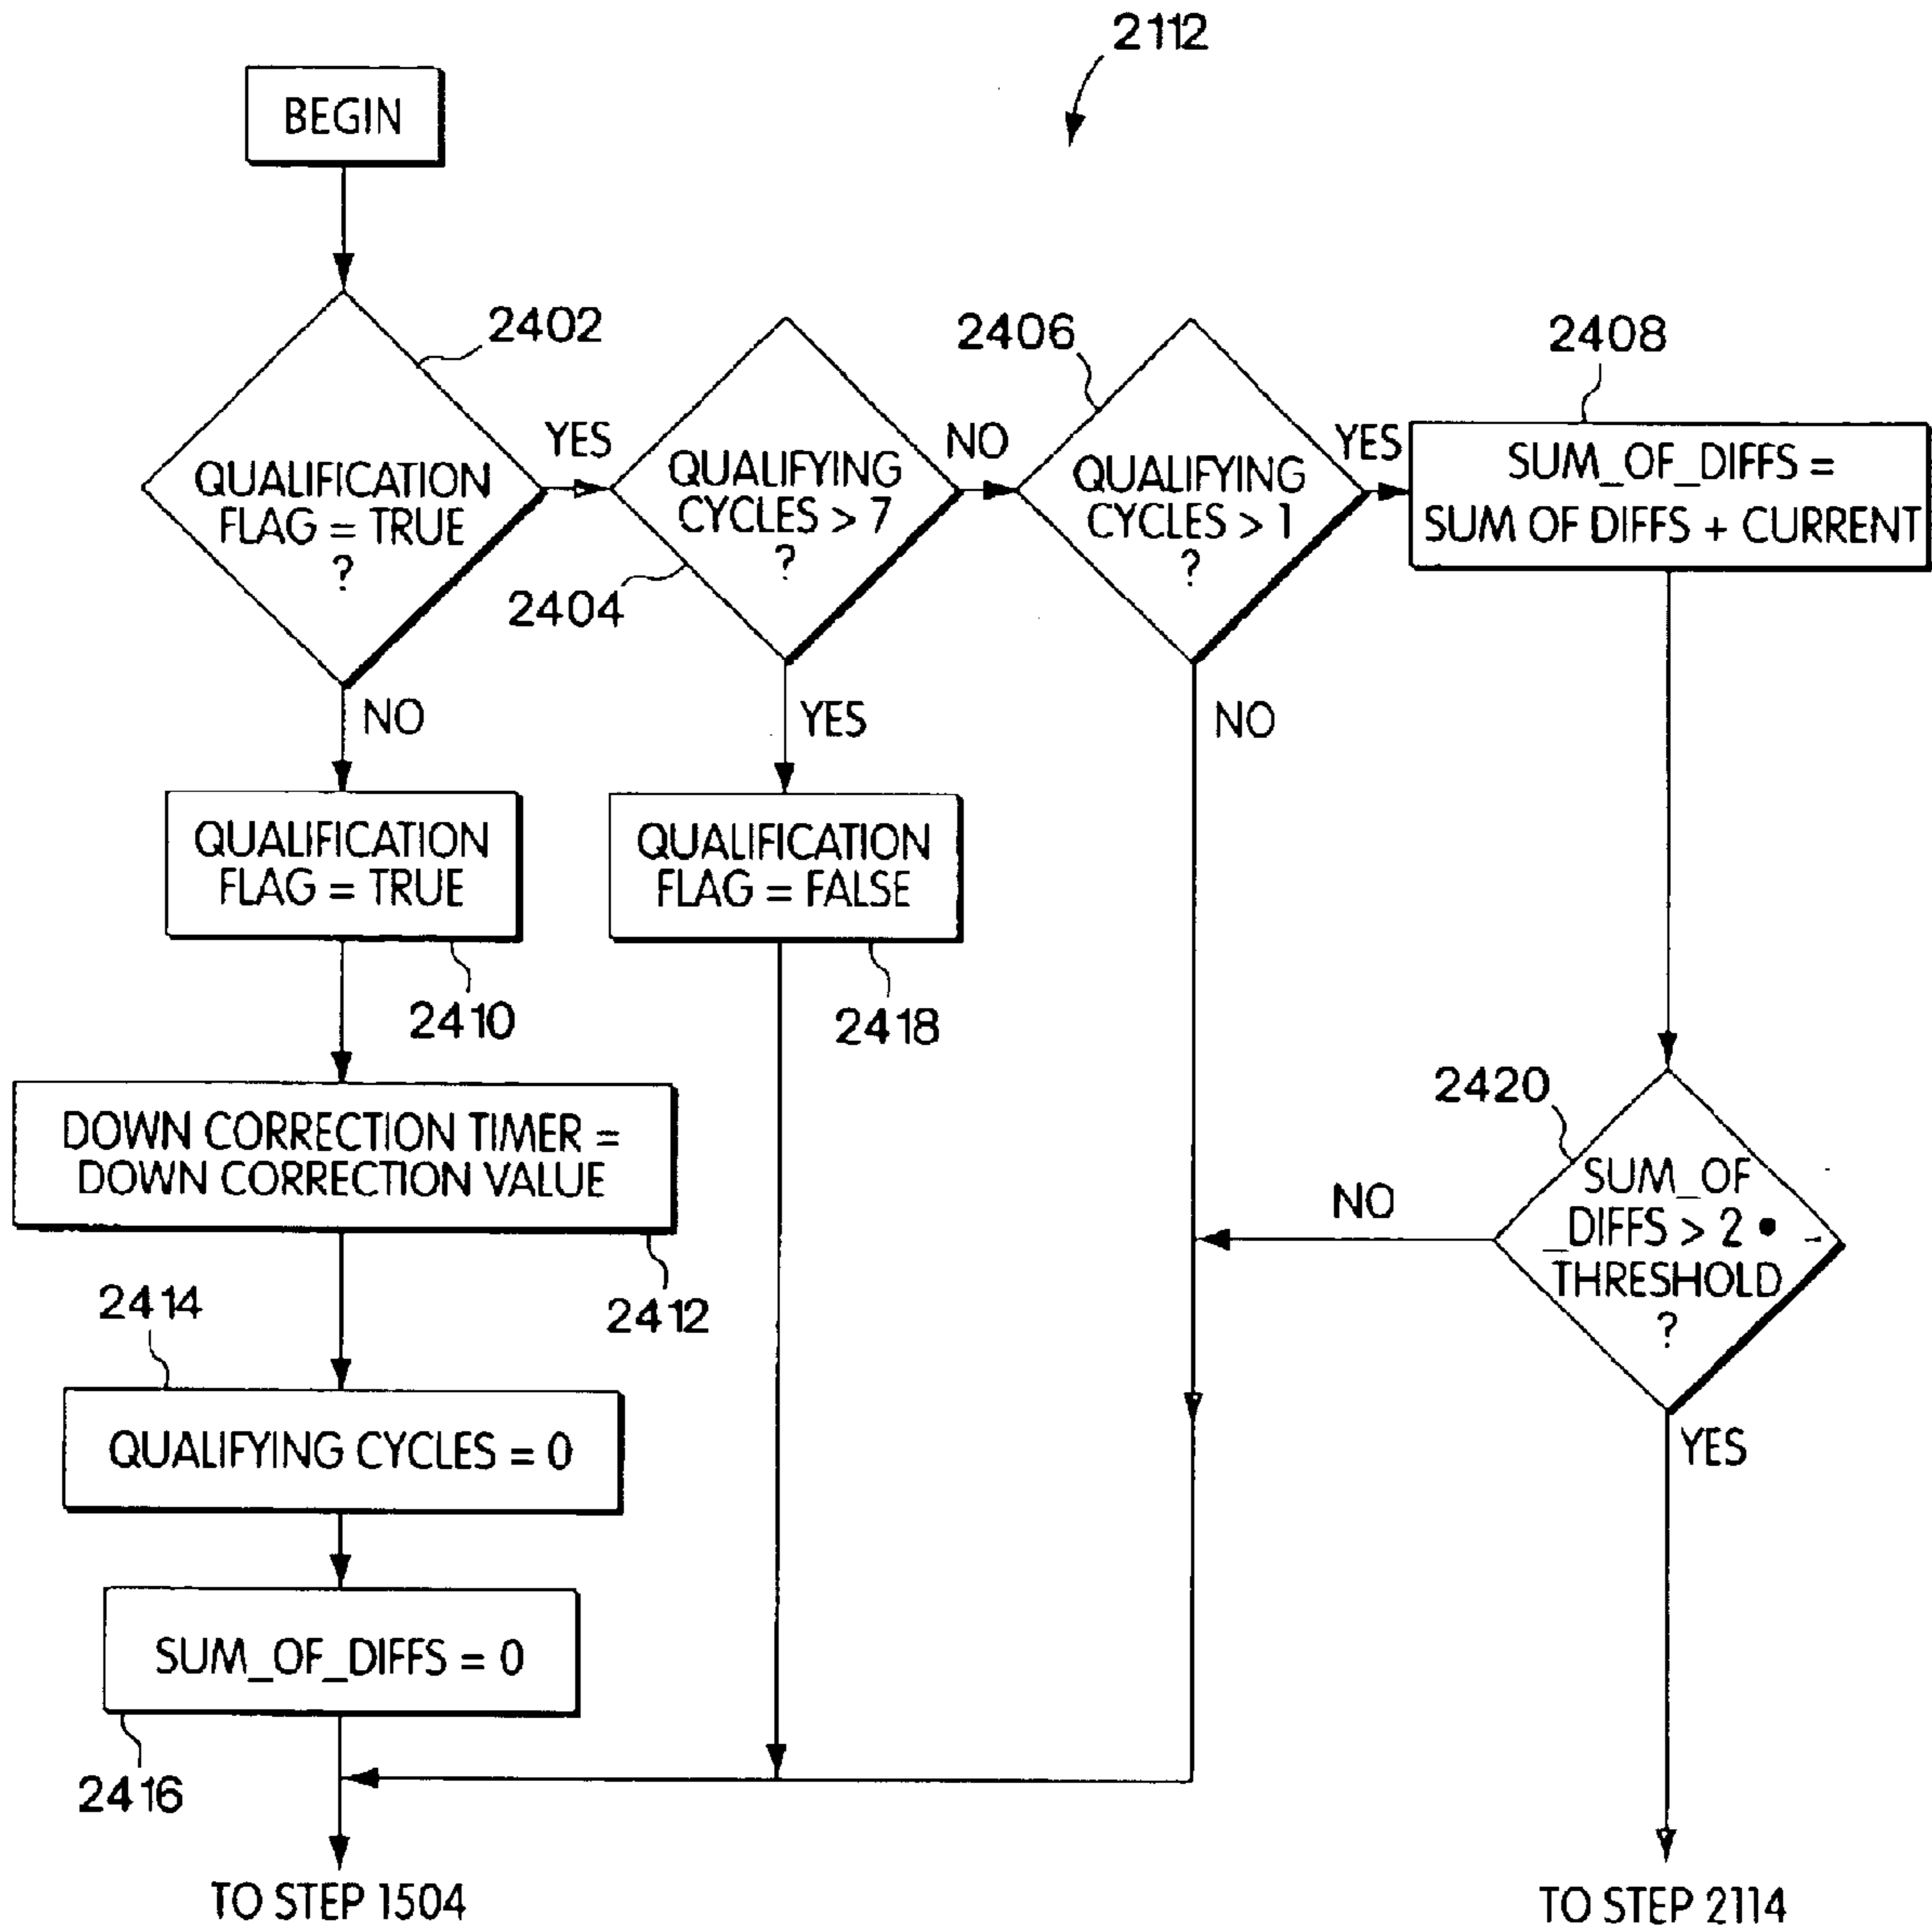 2112
BEGIN
2402
QUALIFICATION
FLAG = TRUE
?
YES
2404
QUALIFYING
CYCLES > 7
?
NO
2406
QUALIFYING
CYCLES > 1
?
YES
2408
SUM_OF_DIFFS =
SUM OF DIFFS + CURRENT
NO
YES
NO
QUALIFICATION
FLAG = TRUE
2410
QUALIFICATION
FLAG = FALSE
2418
DOWN CORRECTION TIMER =
DOWN CORRECTION VALUE
2412
2420
SUM_OF
_DIFFS > 2 •
THRESHOLD
?
NO
YES
2414
QUALIFYING CYCLES = 0
SUM_OF_DIFFS = 0
2416
TO STEP 1504
TO STEP 2114